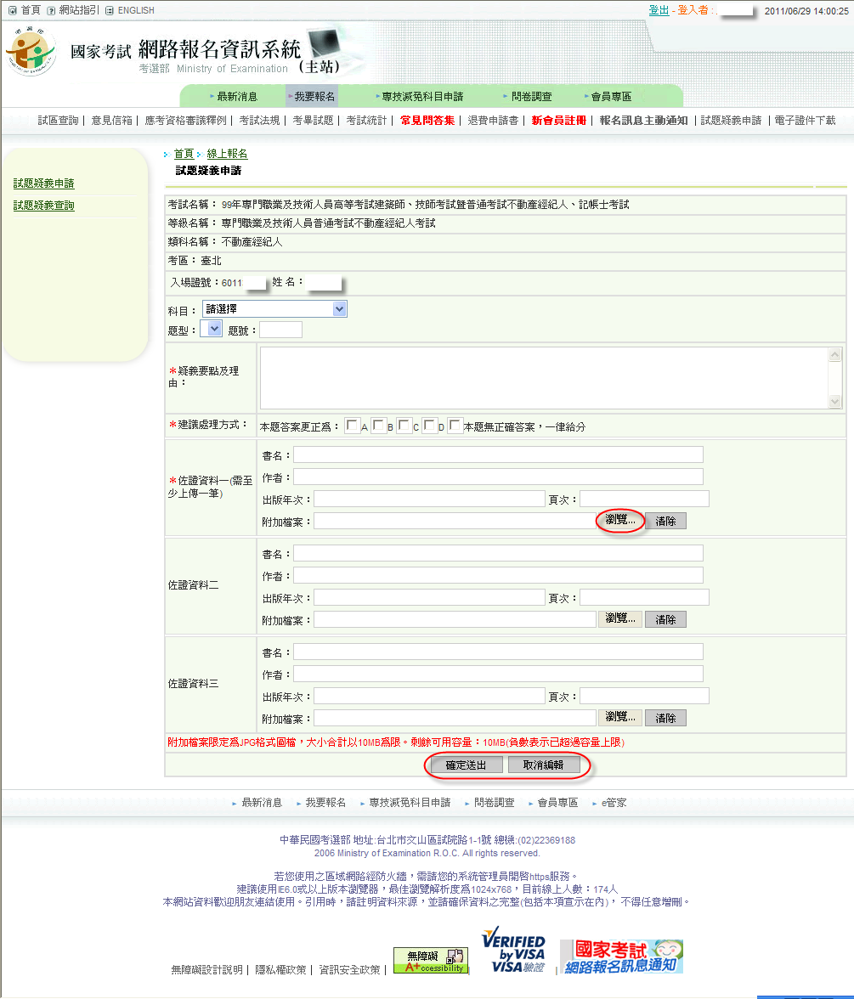 首頁 網站指引 ENGLISH
登出 - 登入者： 2011/06/29 14:00:25
國家考試 網路報名資訊系統 (主站)
考選部 Ministry of Examination
最新消息 我要報名 專技減免科目申請 問卷調查 會員專區
試區查詢 | 意見信箱 | 應考資格審議釋例 | 考試法規 | 考畢試題 | 考試統計 | 常見問答集 | 退費申請書 | 新會員註冊 | 報名訊息主動通知 | 試題疑義申請 | 電子證件下載
試題疑義申請
試題疑義查詢
首頁 線上報名
試題疑義申請
考試名稱： 99年專門職業及技術人員高等考試建築師、技師考試暨普通考試不動產經紀人、記帳士考試
等級名稱： 專門職業及技術人員普通考試不動產經紀人考試
類科名稱： 不動產經紀人
考區： 臺北
入場證號：6011 姓 名：
科目： 請選擇
題型： 題號：
＊疑義要點及理由：
＊建議處理方式： 本題答案更正為： A B C D 本題無正確答案，一律給分
＊佐證資料一(需至少上傳一筆)
書名：
作者：
出版年次： 頁次：
附加檔案： 瀏覽... 清除
佐證資料二
書名：
作者：
出版年次： 頁次：
附加檔案： 瀏覽... 清除
佐證資料三
書名：
作者：
出版年次： 頁次：
附加檔案： 瀏覽... 清除
附加檔案限定為JPG格式圖檔，大小合計以10MB為限。剩餘可用容量：10MB(負數表示已超過容量上限)
確定送出 取消編輯
最新消息 我要報名 專技減免科目申請 問卷調查 會員專區 e管家
中華民國考選部 地址:台北市文山區試院路1-1號 總機:(02)22369188
2006 Ministry of Examination R.O.C. All rights reserved.
若您使用之區域網路經防火牆，需請您的系統管理員開啓https服務。
建議使用IE6.0或以上版本瀏覽器，最佳瀏覽解析度為1024x768，目前線上人數：174人
本網站資料歡迎朋友連結使用。引用時，請註明資料來源，並請確保資料之完整(包括本項宣示在內)， 不得任意增刪。
無障礙設計說明 | 隱私權政策 | 資訊安全政策 |
無障礙
A+ccessibility
VERIFIED
by VISA
VISA驗證
國家考試
網路報名訊息通知